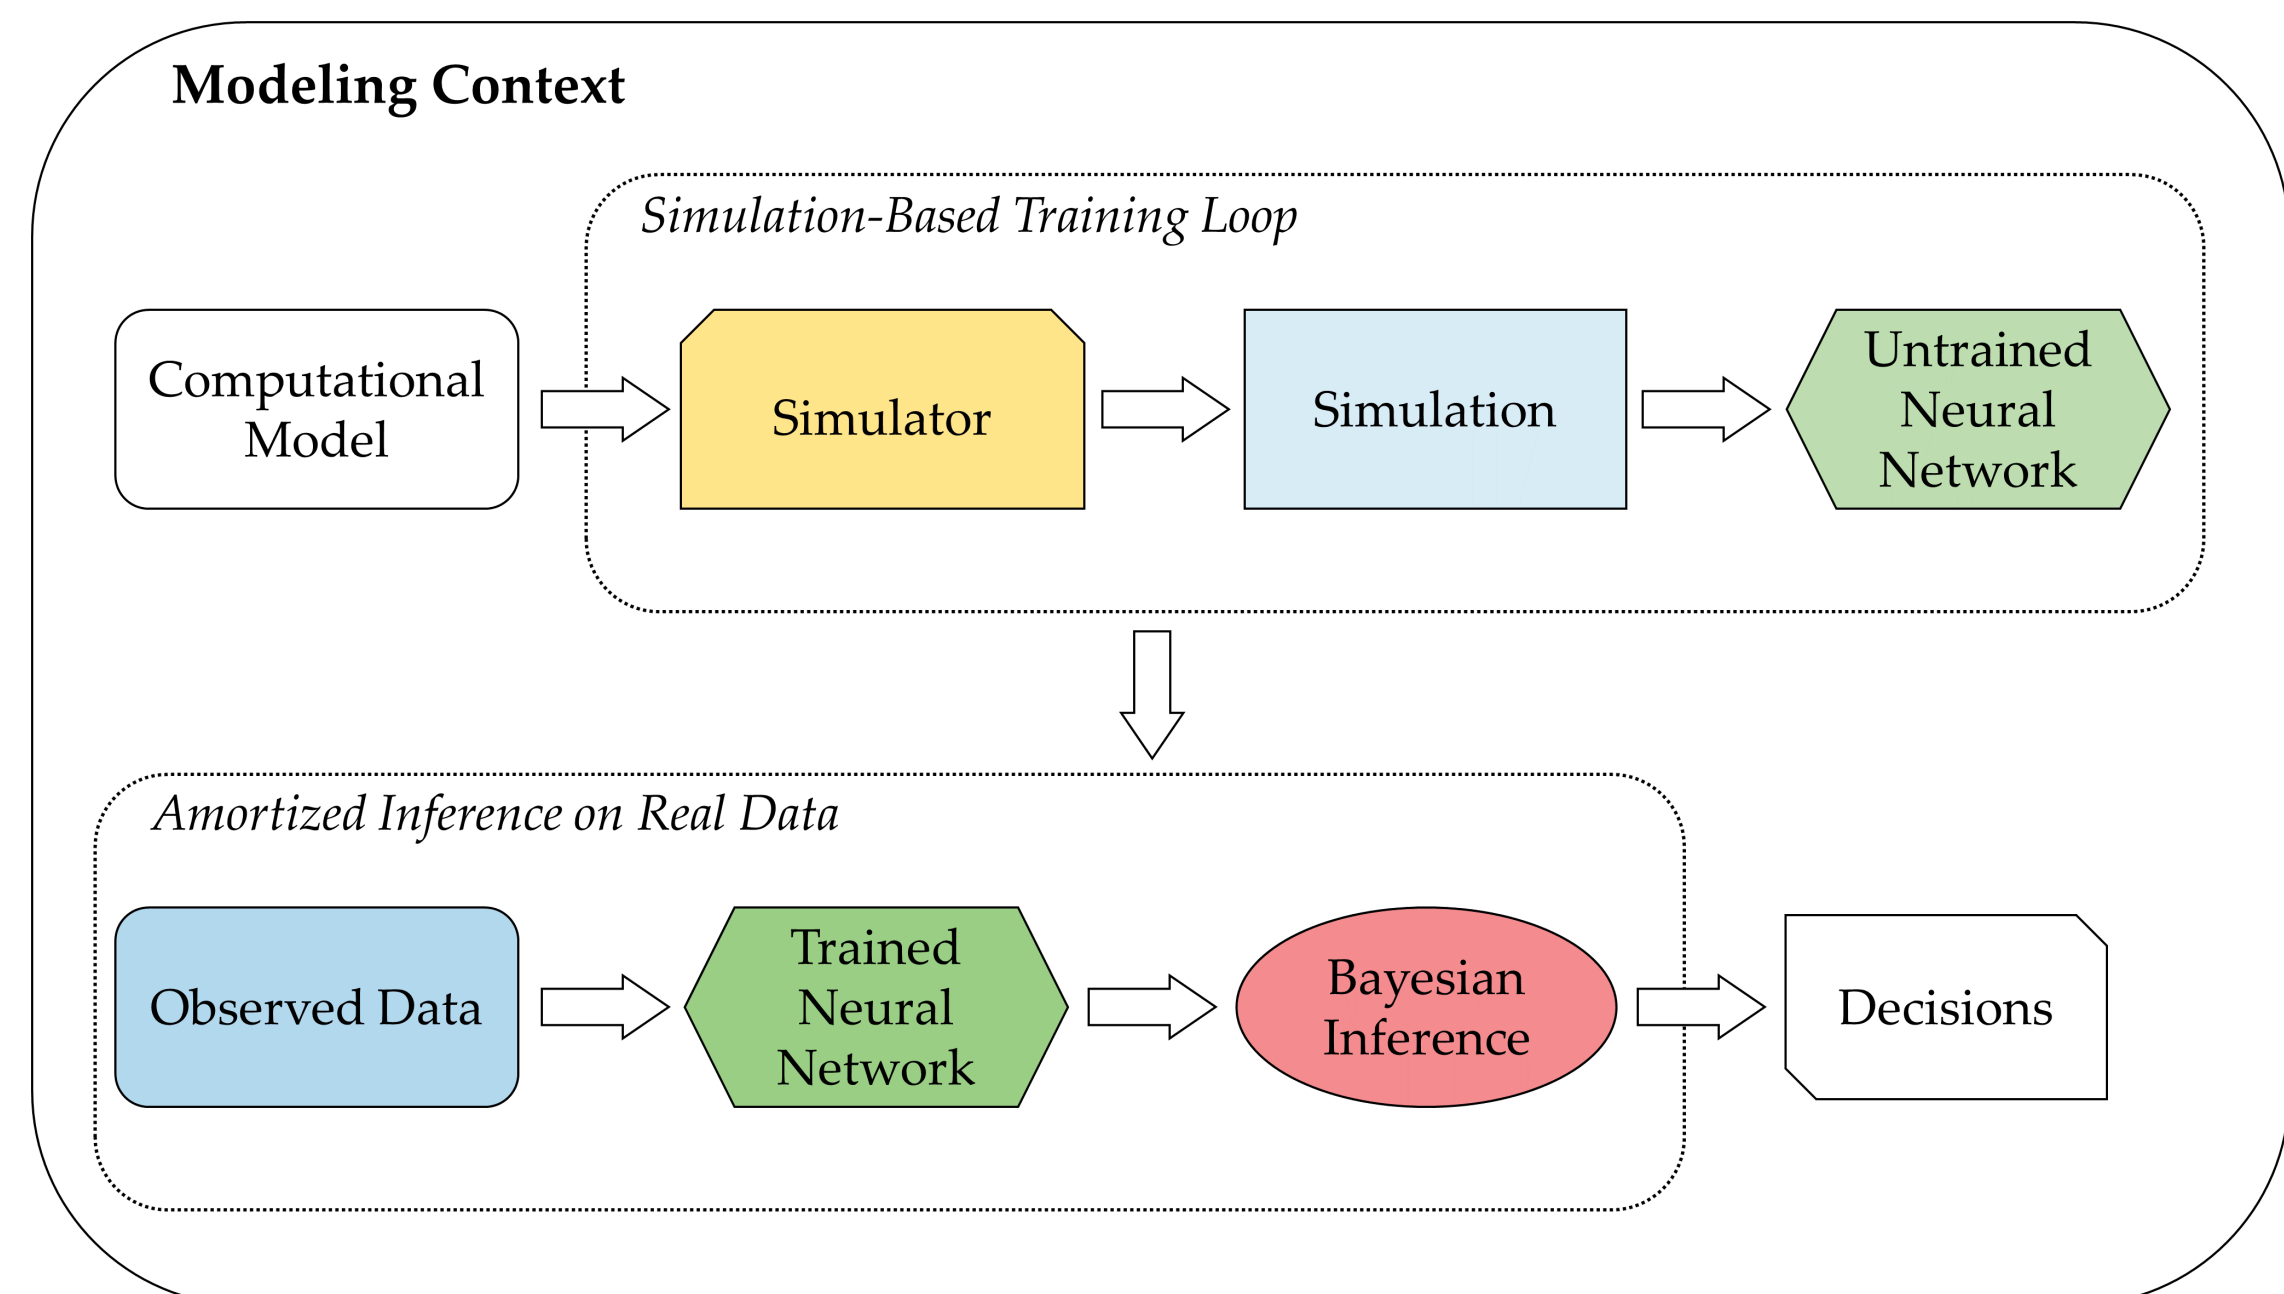 Modeling Context
Simulation-Based Training Loop
Computational
Model
Simulator
Simulation
Untrained
Neural
Network
Amortized Inference on Real Data
Observed Data
Trained
Neural
Network
Bayesian
Inference
Decisions